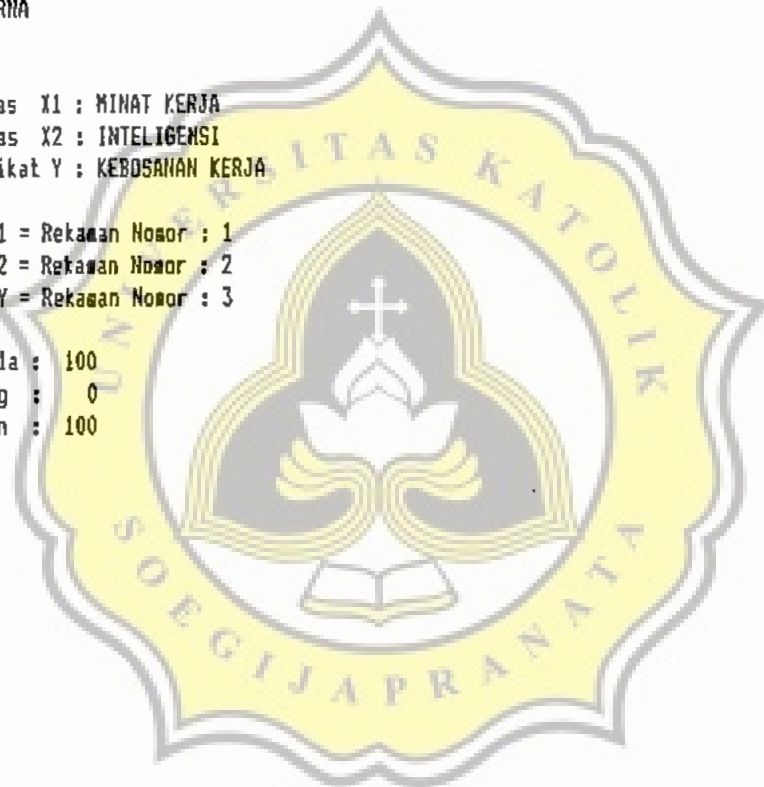 RNA
as X1 : MINAT KERJA
as X2 : INTELIGENSI
ikat Y : KEBOSANAN KERJA
1 = Rekaman Nomor : 1
2 = Rekaman Nomor : 2
Y = Rekaman Nomor : 3
la : 100
g : 0
n : 100
UNIVERSITAS KATOLIK
SOEGIJAPRANATA